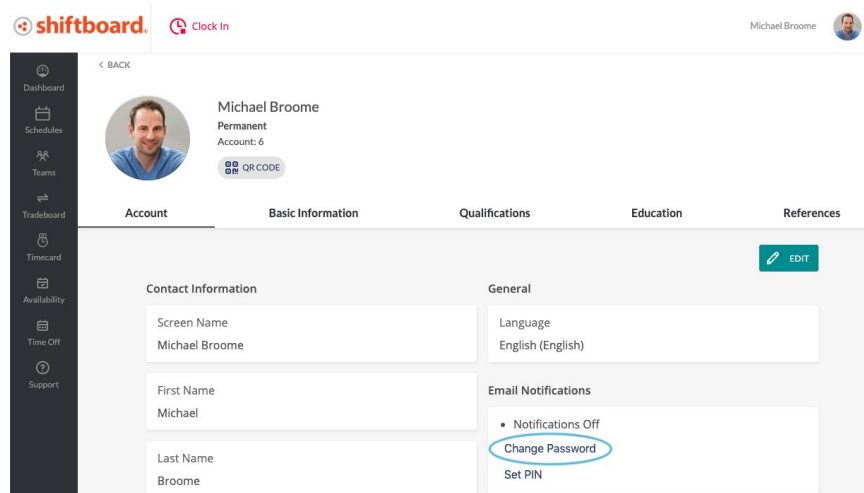 shiftboard.
Clock In
Michael Broome
Dashboard
Schedules
Teams
Tradeboard
Timecard
Availability
Time Off
Support
< BACK
Michael Broome
Permanent
Account: 6
QR CODE
Account Basic Information Qualifications Education References
EDIT
Contact Information
Screen Name
Michael Broome
First Name
Michael
Last Name
Broome
General
Language
English (English)
Email Notifications
• Notifications Off
Change Password
Set PIN